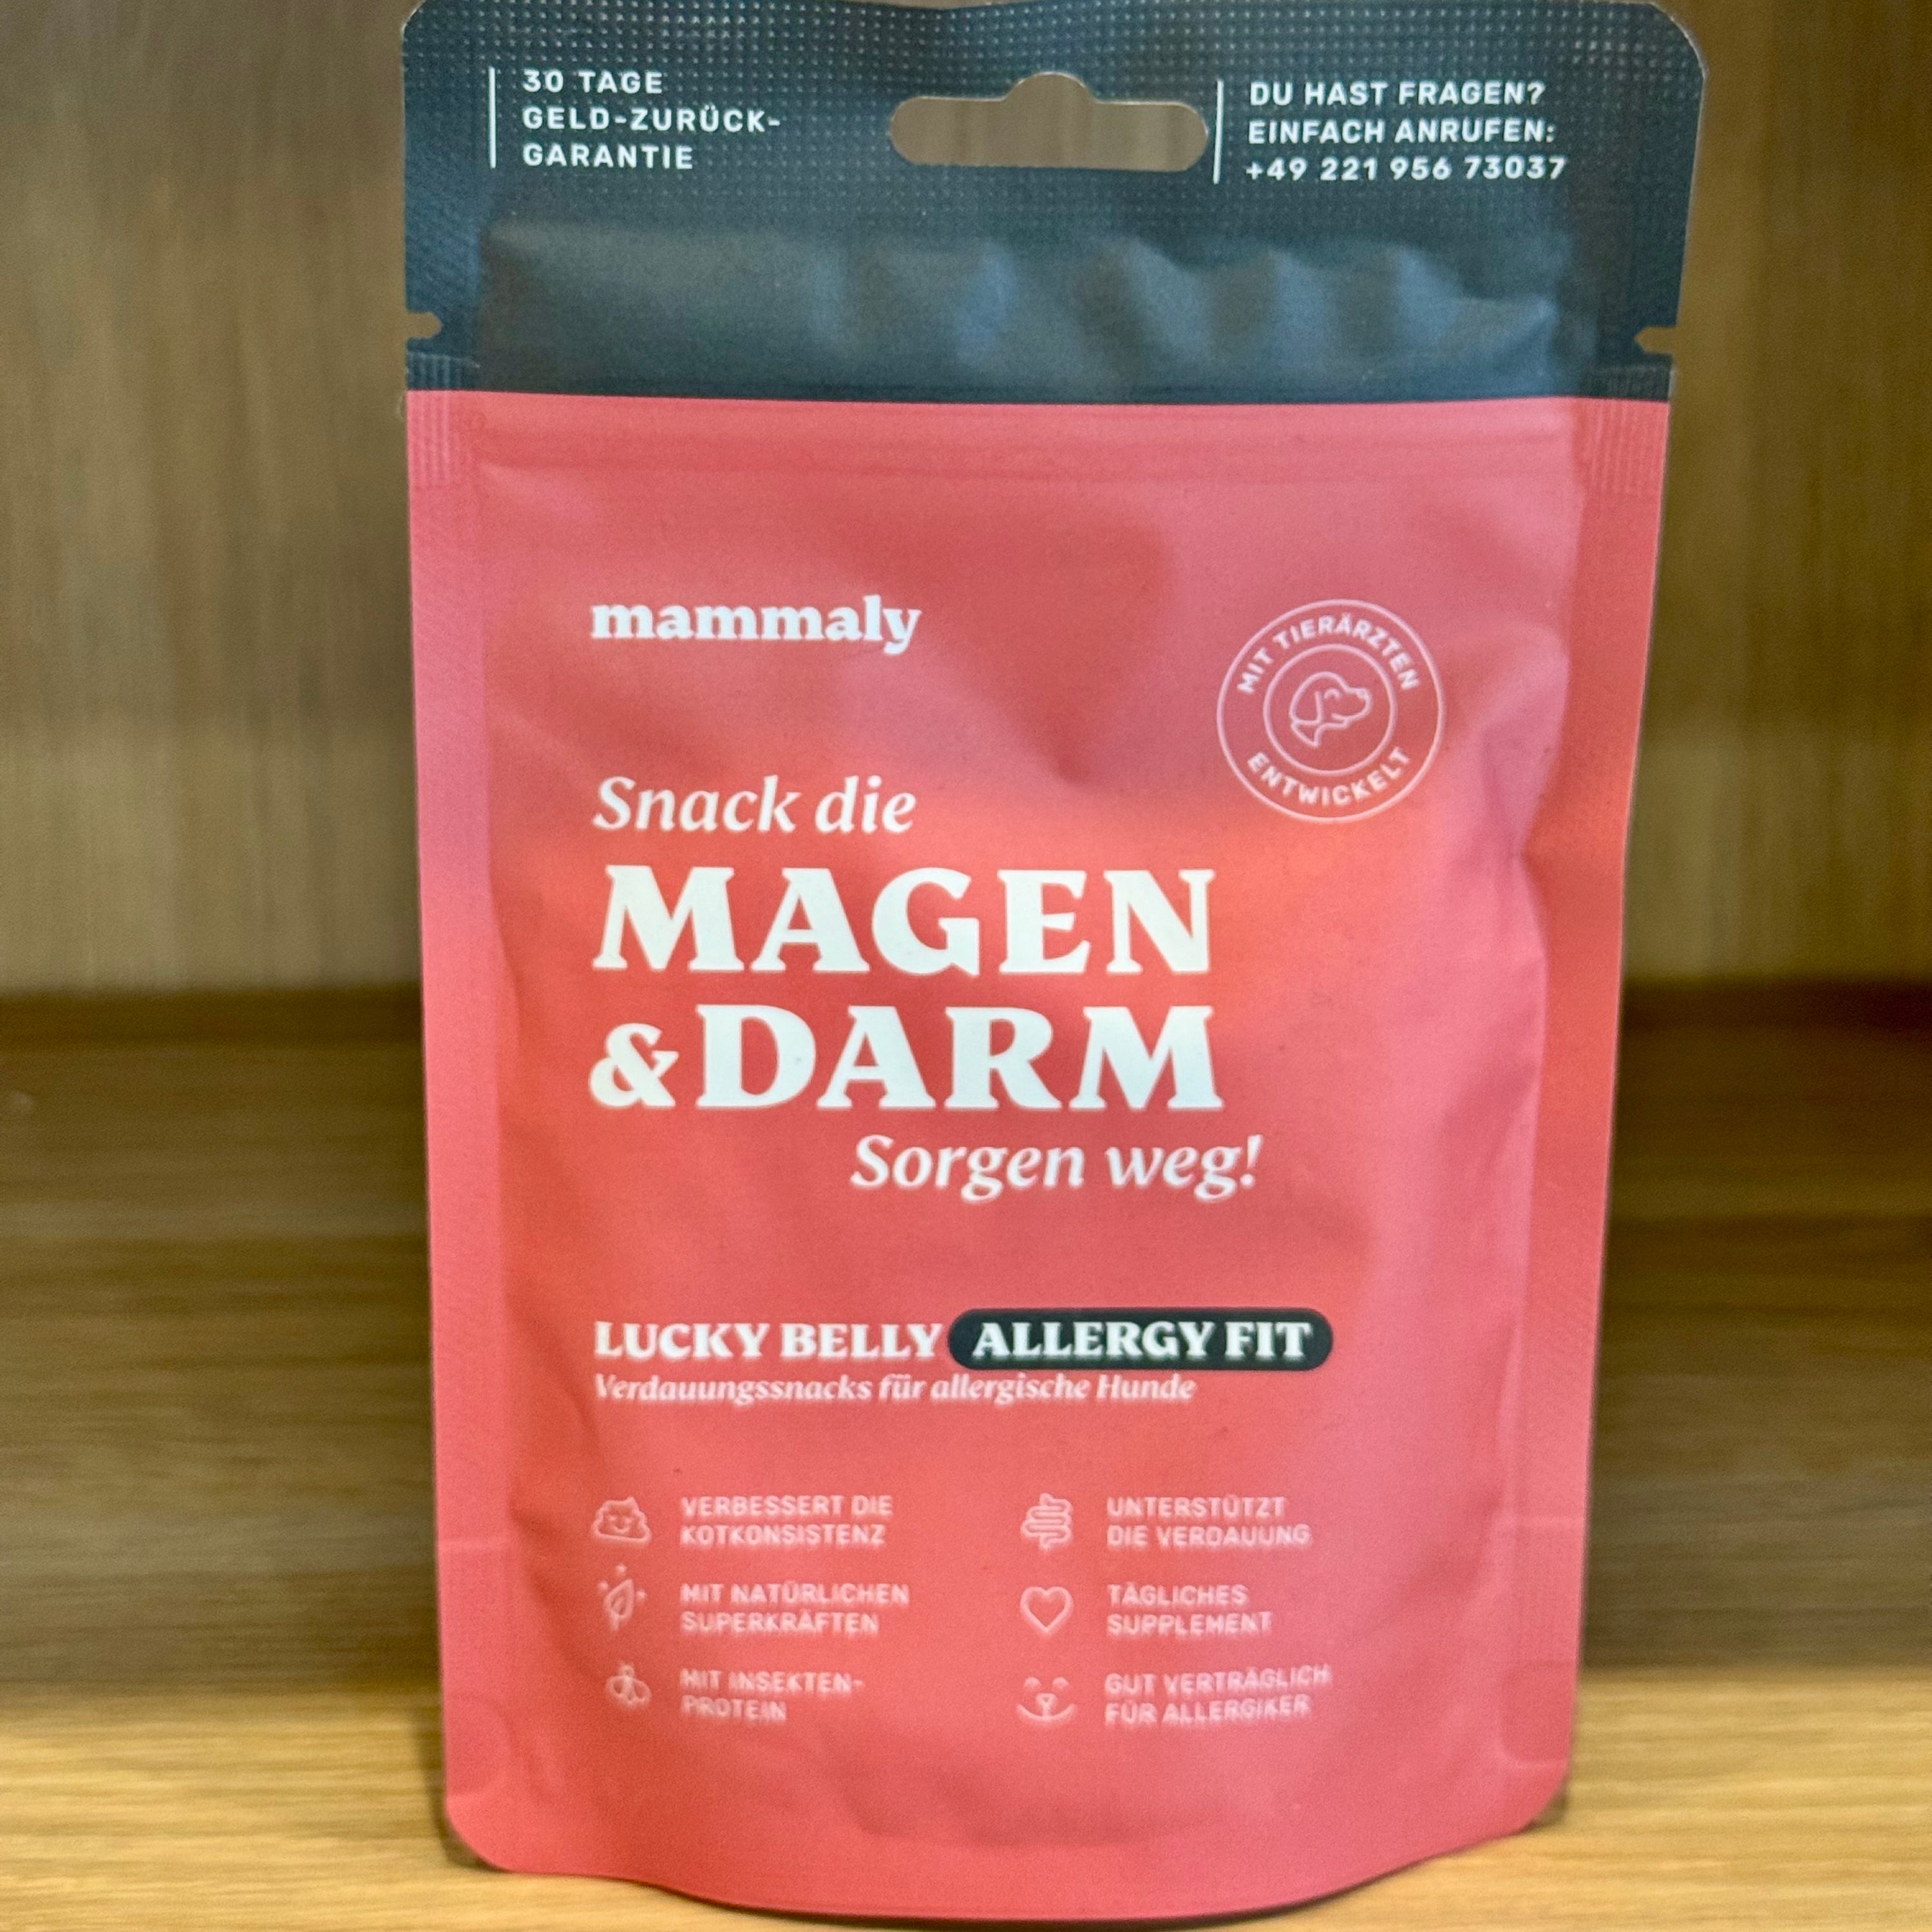 30 TAGE
GELD-ZURÜCK-
GARANTIE
DU HAST FRAGEN?
EINFACH ANRUFEN:
+49 221 956 73037
mammaly
MIT TIERÄRZTEN
ENTWICKELT
Snack die
MAGEN
&DARM
Sorgen weg!
LUCKY BELLY ALLERGY FIT
Verdauungssnacks für allergische Hunde
VERBESSERT DIE
KOTKONSISTENZ
UNTERSTÜTZT
DIE VERDAUUNG
MIT NATÜRLICHEN
SUPERKRÄFTEN
TÄGLICHES
SUPPLEMENT
MIT INSEKTEN-
PROTEIN
GUT VERTRÄGLICH
FÜR ALLERGIKER